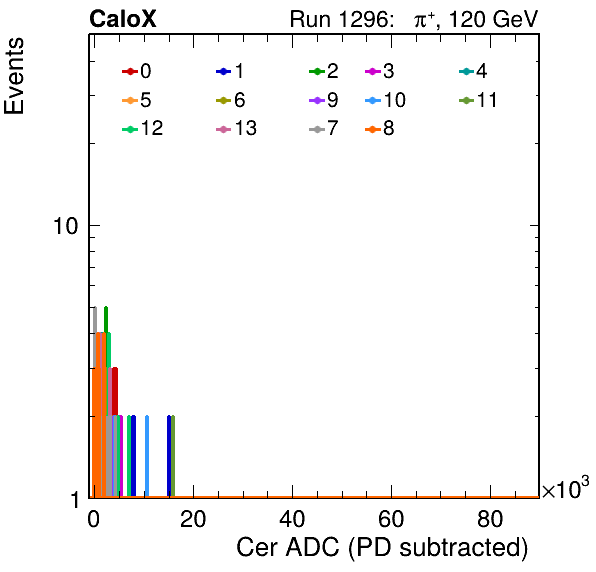 CaloX Run 1296: π⁺, 120 GeV
Events
0 1 2 3 4
5 6 9 10 11
12 13 7 8
10
1
0 20 40 60 80
×10³
Cer ADC (PD subtracted)